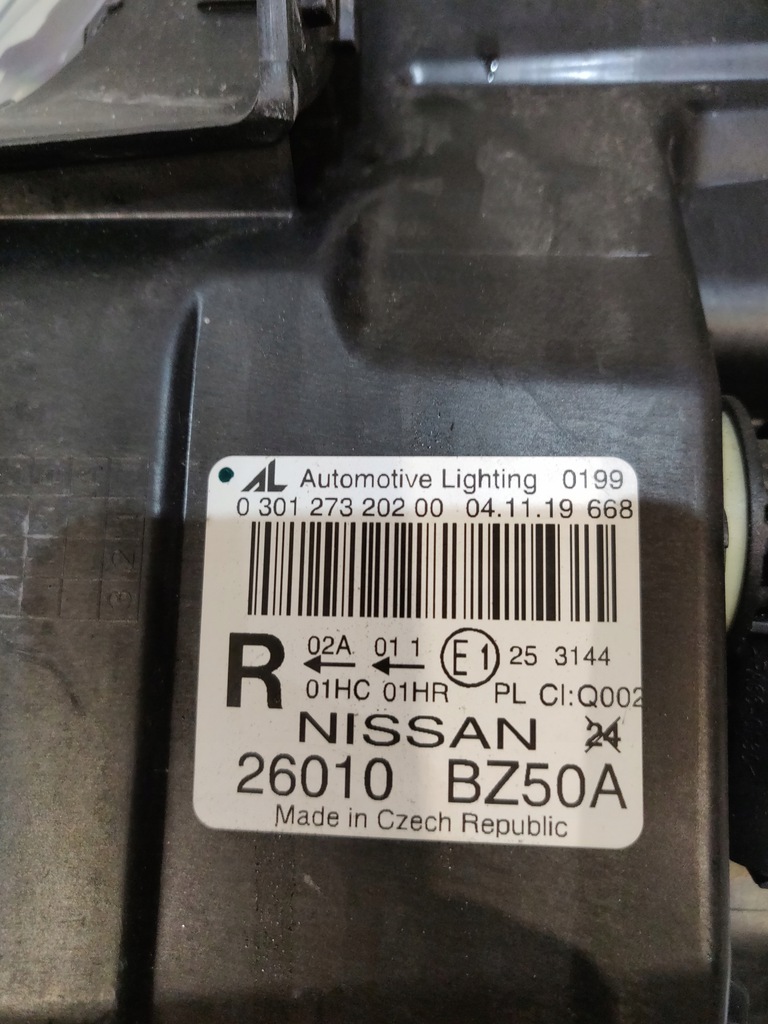 AL Automotive Lighting 0199
0 301 273 202 00 04.11.19 668
R 02A 01 1 E1 25 3144
01HC 01HR PL Cl:Q002
NISSAN 24
26010 BZ50A
Made in Czech Republic